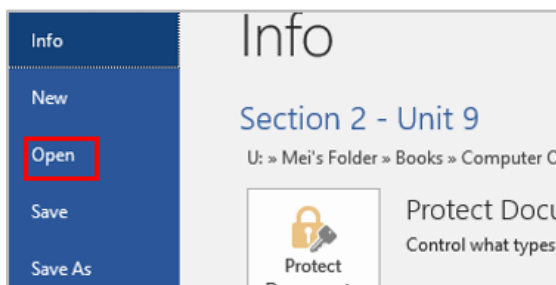 Info
New
Open
Save
Save As
Info
Section 2 - Unit 9
U: » Mei's Folder » Books » Computer
Protect
Protect
Control what types